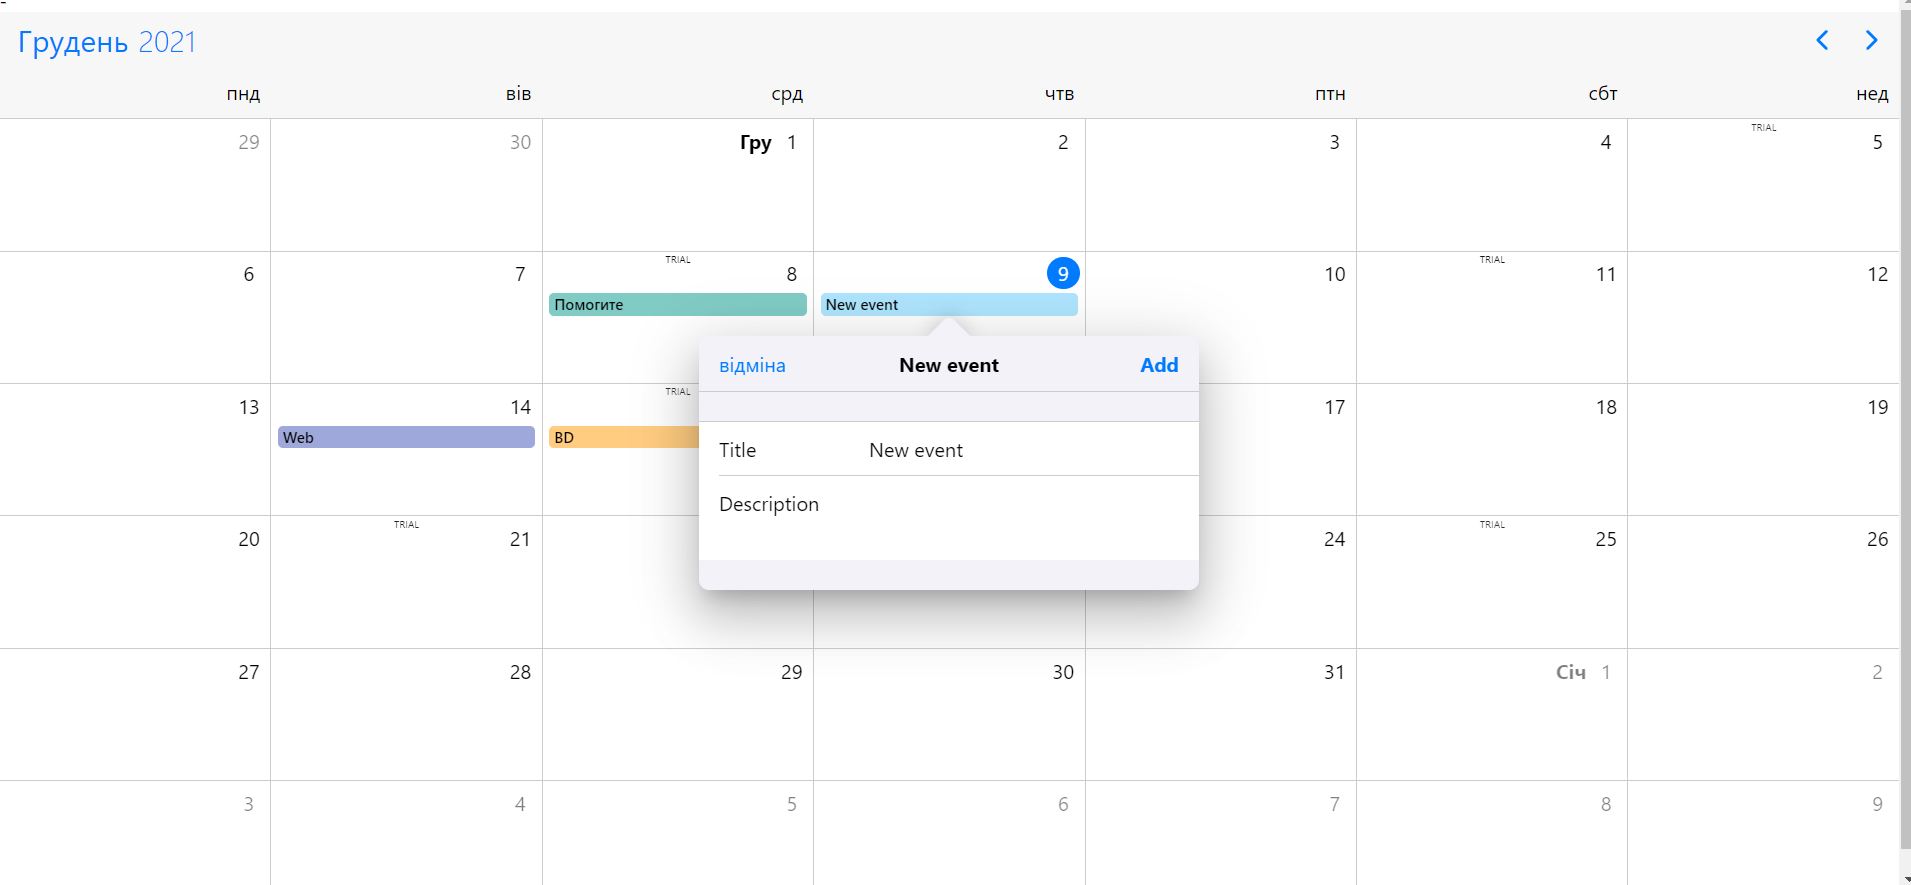 -
Грудень 2021
пнд вів срд чтв птн сбт нед
29 30 Гру 1 2 3 4 TRIAL 5
6 7 TRIAL 8 9 10 TRIAL 11 12
Помогите New event
відміна New event Add
13 14 TRIAL 17 18 19
Web BD
Title New event
Description
20 TRIAL 21 24 TRIAL 25 26
27 28 29 30 31 Січ 1 2
3 4 5 6 7 8 9